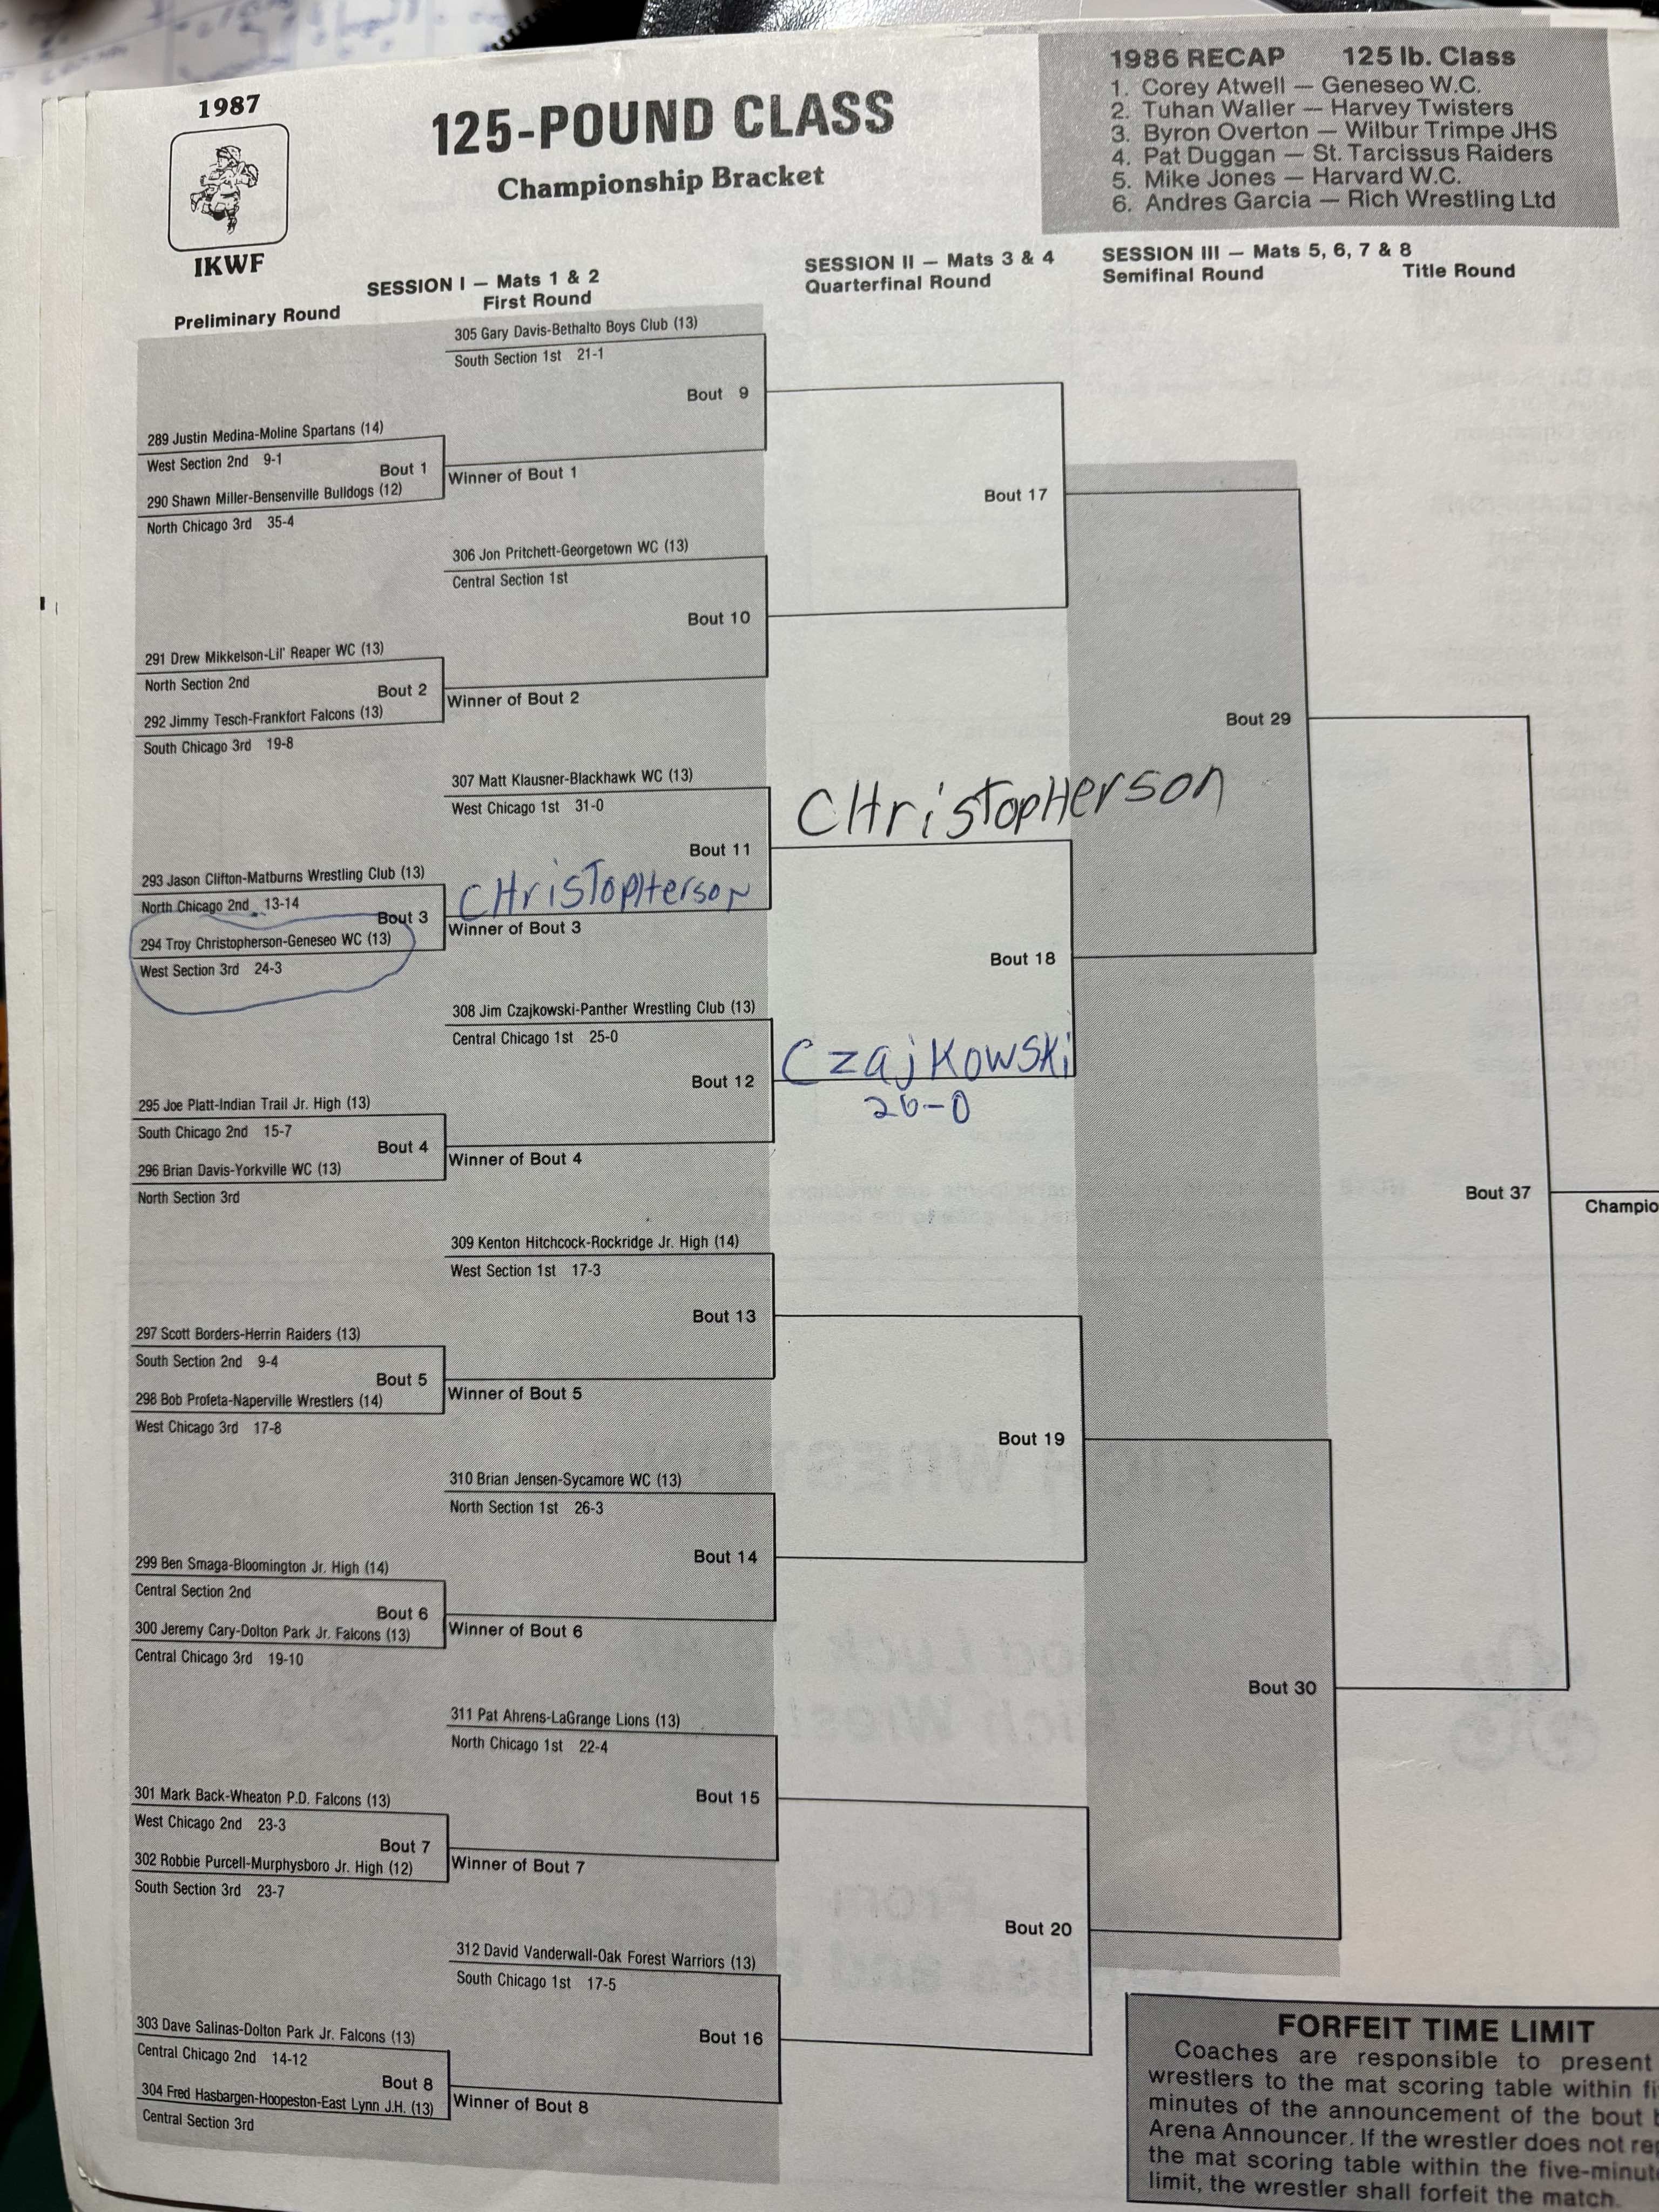 1987
IKWF
125-POUND CLASS
Championship Bracket
1986 RECAP 125 lb. Class
1. Corey Atwell — Geneseo W.C.
2. Tuhan Waller — Harvey Twisters
3. Byron Overton — Wilbur Trimpe JHS
4. Pat Duggan — St. Tarcissus Raiders
5. Mike Jones — Harvard W.C.
6. Andres Garcia — Rich Wrestling Ltd
Preliminary Round
SESSION I — Mats 1 & 2
First Round
SESSION II — Mats 3 & 4
Quarterfinal Round
SESSION III — Mats 5, 6, 7 & 8
Semifinal Round Title Round
305 Gary Davis-Bethalto Boys Club (13)
South Section 1st 21-1
Bout 9
289 Justin Medina-Moline Spartans (14)
West Section 2nd 9-1
Bout 1
290 Shawn Miller-Bensenville Bulldogs (12)
North Chicago 3rd 35-4
Winner of Bout 1
Bout 17
306 Jon Pritchett-Georgetown WC (13)
Central Section 1st
Bout 10
291 Drew Mikkelson-Lil' Reaper WC (13)
North Section 2nd
Bout 2
292 Jimmy Tesch-Frankfort Falcons (13)
South Chicago 3rd 19-8
Winner of Bout 2
Bout 29
307 Matt Klausner-Blackhawk WC (13)
West Chicago 1st 31-0
Bout 11
CHristopHerson
293 Jason Clifton-Matburns Wrestling Club (13)
North Chicago 2nd 13-14
Bout 3
294 Troy Christopherson-Geneseo WC (13)
West Section 3rd 24-3
CHrisTopHerson
Winner of Bout 3
Bout 18
308 Jim Czajkowski-Panther Wrestling Club (13)
Central Chicago 1st 25-0
Bout 12
CzajKowSKi
26-0
295 Joe Platt-Indian Trail Jr. High (13)
South Chicago 2nd 15-7
Bout 4
296 Brian Davis-Yorkville WC (13)
North Section 3rd
Winner of Bout 4
Bout 37
Champio
309 Kenton Hitchcock-Rockridge Jr. High (14)
West Section 1st 17-3
Bout 13
297 Scott Borders-Herrin Raiders (13)
South Section 2nd 9-4
Bout 5
298 Bob Profeta-Naperville Wrestlers (14)
West Chicago 3rd 17-8
Winner of Bout 5
Bout 19
310 Brian Jensen-Sycamore WC (13)
North Section 1st 26-3
Bout 14
299 Ben Smaga-Bloomington Jr. High (14)
Central Section 2nd
Bout 6
300 Jeremy Cary-Dolton Park Jr. Falcons (13)
Central Chicago 3rd 19-10
Winner of Bout 6
Bout 30
311 Pat Ahrens-LaGrange Lions (13)
North Chicago 1st 22-4
Bout 15
301 Mark Back-Wheaton P.D. Falcons (13)
West Chicago 2nd 23-3
Bout 7
302 Robbie Purcell-Murphysboro Jr. High (12)
South Section 3rd 23-7
Winner of Bout 7
Bout 20
312 David Vanderwall-Oak Forest Warriors (13)
South Chicago 1st 17-5
Bout 16
303 Dave Salinas-Dolton Park Jr. Falcons (13)
Central Chicago 2nd 14-12
Bout 8
304 Fred Hasbargen-Hoopeston-East Lynn J.H. (13)
Central Section 3rd
Winner of Bout 8
FORFEIT TIME LIMIT
Coaches are responsible to present
wrestlers to the mat scoring table within fi
minutes of the announcement of the bout b
Arena Announcer. If the wrestler does not rep
the mat scoring table within the five-minut
limit, the wrestler shall forfeit the match.